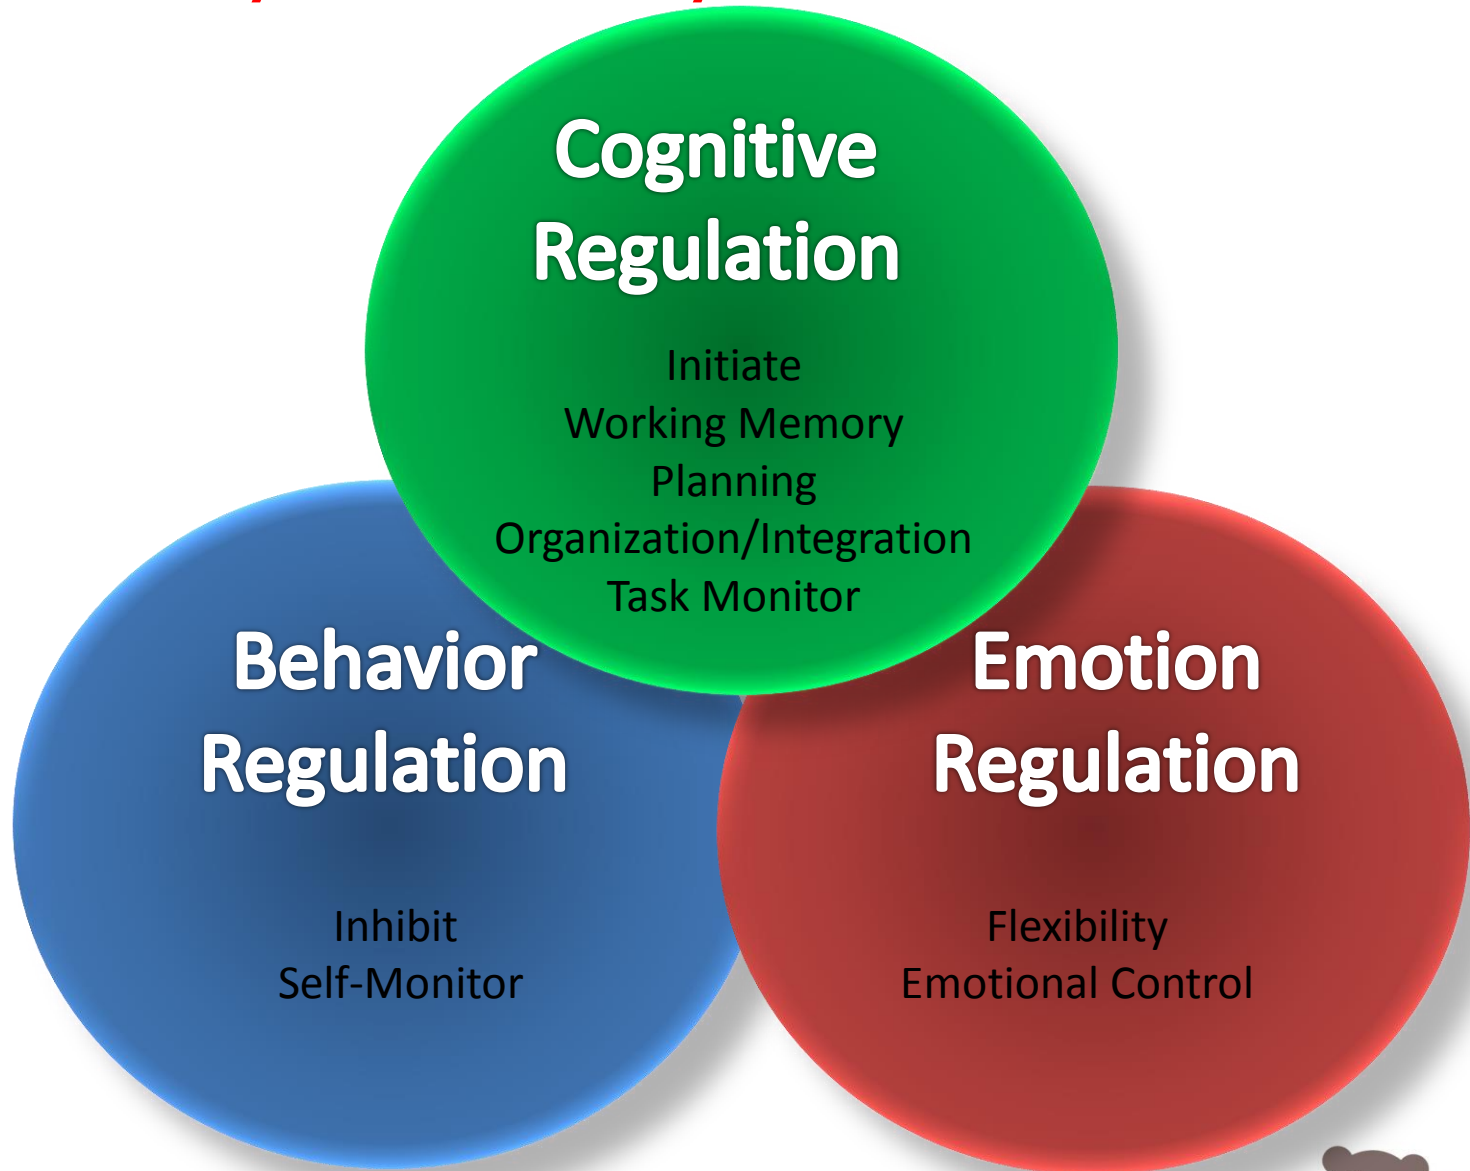 Cognitive
Regulation
Initiate
Working Memory
Planning
Organization/Integration
Task Monitor
Behavior
Regulation
Inhibit
Self-Monitor
Emotion
Regulation
Flexibility
Emotional Control